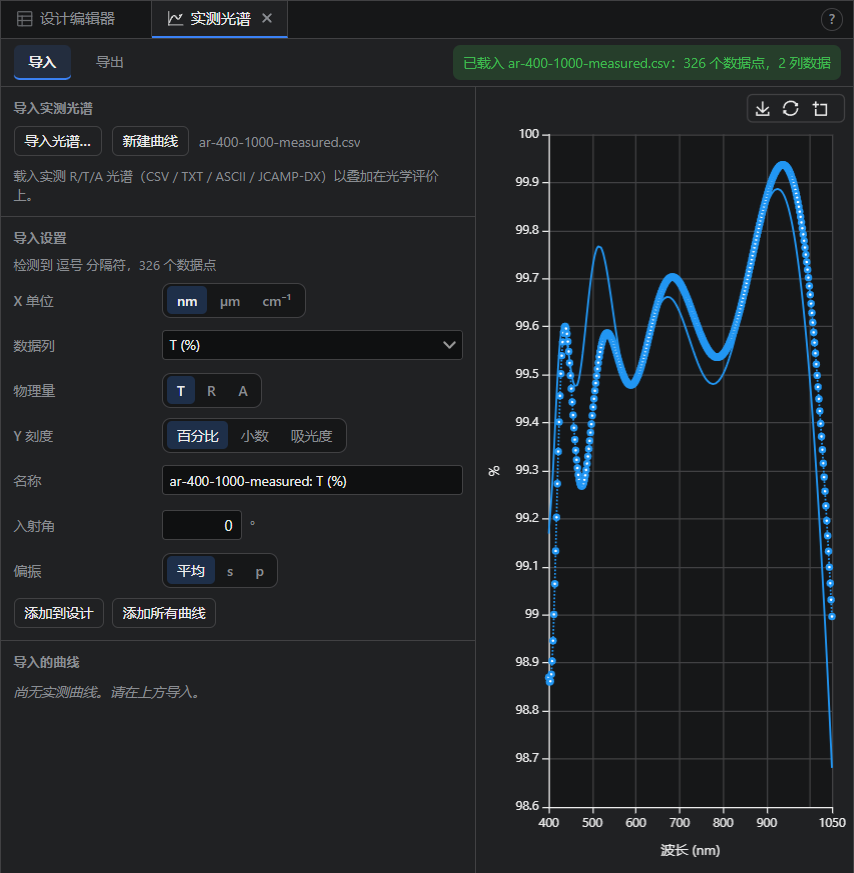 设计编辑器
实测光谱 ×
?
导入
导出
已载入 ar-400-1000-measured.csv：326 个数据点，2 列数据
导入实测光谱
导入光谱...
新建曲线
ar-400-1000-measured.csv
载入实测 R/T/A 光谱（CSV / TXT / ASCII / JCAMP-DX）以叠加在光学评价
上。
导入设置
检测到 逗号 分隔符，326 个数据点
X 单位
nm
μm
cm⁻¹
数据列
T (%)
物理量
T
R
A
Y 刻度
百分比
小数
吸光度
名称
ar-400-1000-measured: T (%)
入射角
0
°
偏振
平均
s
p
添加到设计
添加所有曲线
导入的曲线
尚无实测曲线。请在上方导入。
100
99.9
99.8
99.7
99.6
99.5
99.4
99.3
99.2
99.1
99
98.9
98.8
98.7
98.6
%
400
500
600
700
800
900
1050
波长 (nm)